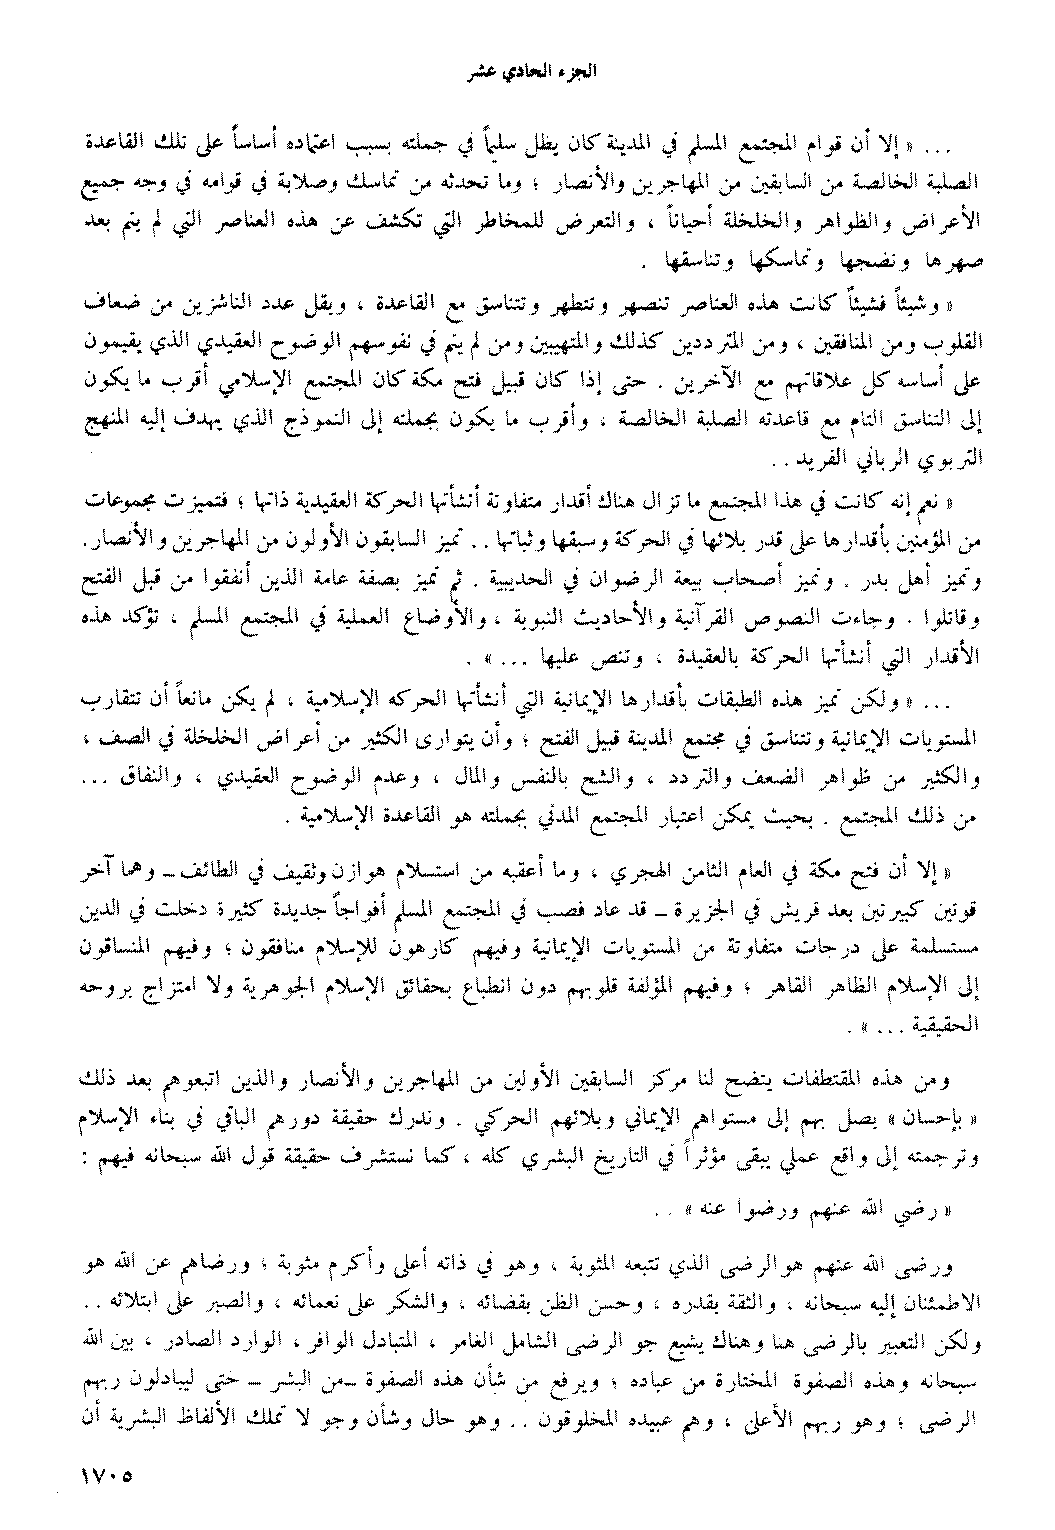 الجزء الحادي عشر
... « إلا أن قوام المجتمع المسلم في المدينة كان يظل سليماً في جملته بسبب اعتماده أساساً على تلك القاعدة
الصلبة الخالصة من السابقين من المهاجرين والأنصار ؛ وما تحدثه من تماسك وصلابة في قوامه في وجه جميع
الأعراض والظواهر والخلخلة أحياناً ، والتعرض للمخاطر التي تكشف عن هذه العناصر التي لم يتم بعد
صهرها ونضجها وتماسكها وتناسقها .
« وشيئاً فشيئاً كانت هذه العناصر تنصهر وتتطهر وتتناسق مع القاعدة ، ويقل عدد الناشزين من ضعاف
القلوب ومن المنافقين ، ومن المترددين كذلك والمتهيبين ومن لم يتم في نفوسهم الوضوح العقيدي الذي يقيمون
على أساسه كل علاقاتهم مع الآخرين . حتى إذا كان قبيل فتح مكة كان المجتمع الإسلامي أقرب ما يكون
إلى التناسق التام مع قاعدته الصلبة الخالصة ، وأقرب ما يكون بجملته إلى النموذج الذي يهدف إليه المنهج
التربوي الرباني الفريد ..
« نعم إنه كانت في هذا المجتمع ما تزال هناك أقدار متفاوتة أنشأتها الحركة العقيدية ذاتها ؛ فتميزت مجموعات
من المؤمنين بأقدارها على قدر بلائها في الحركة وسبقها وثباتها .. تميز السابقون الأولون من المهاجرين والأنصار.
وتميز أهل بدر . وتميز أصحاب بيعة الرضوان في الحديبية . ثم تميز بصفة عامة الذين أنفقوا من قبل الفتح
وقاتلوا . وجاءت النصوص القرآنية والأحاديث النبوية ، والأوضاع العملية في المجتمع المسلم ، تؤكد هذه
الأقدار التي أنشأتها الحركة بالعقيدة ، وتنص عليها ... » .
... « ولكن تميز هذه الطبقات بأقدارها الإيمانية التي أنشأتها الحركه الإسلامية ، لم يكن مانعاً أن تتقارب
المستويات الإيمانية وتتناسق في مجتمع المدينة قبيل الفتح ؛ وأن يتوارى الكثير من أعراض الخلخلة في الصف ،
والكثير من ظواهر الضعف والتردد ، والشح بالنفس والمال ، وعدم الوضوح العقيدي ، والنفاق ...
من ذلك المجتمع . بحيث يمكن اعتبار المجتمع المدني بجملته هو القاعدة الإسلامية .
« إلا أن فتح مكة في العام الثامن الهجري ، وما أعقبه من استسلام هوازن وثقيف في الطائف ــ وهما آخر
قوتين كبيرتين بعد قريش في الجزيرة ــ قد عاد فصب في المجتمع المسلم أفواجاً جديدة كثيرة دخلت في الدين
مستسلمة على درجات متفاوتة من المستويات الإيمانية وفيهم كارهون للإسلام منافقون ؛ وفيهم المنساقون
إلى الإسلام الظاهر القاهر ؛ وفيهم المؤلفة قلوبهم دون انطباع بحقائق الإسلام الجوهرية ولا امتزاج بروحه
الحقيقية ... » .
ومن هذه المقتطفات يتضح لنا مركز السابقين الأولين من المهاجرين والأنصار والذين اتبعوهم بعد ذلك
« بإحسان » يصل بهم إلى مستواهم الإيماني وبلائهم الحركي . وندرك حقيقة دورهم الباقي في بناء الإسلام
وترجمته إلى واقع عملي يبقى مؤثراً في التاريخ البشري كله ، كما نستشرف حقيقة قول الله سبحانه فيهم :
« رضي الله عنهم ورضوا عنه » ..
ورضى الله عنهم هو الرضى الذي تتبعه المثوبة ، وهو في ذاته أعلى وأكرم مثوبة ؛ ورضاهم عن الله هو
الاطمئنان إليه سبحانه ، والثقة بقدره ، وحسن الظن بقضائه ، والشكر على نعمائه ، والصبر على ابتلائه ..
ولكن التعبير بالرضى هنا وهناك يشيع جو الرضى الشامل الغامر ، المتبادل الوافر ، الوارد الصادر ، بين الله
سبحانه وهذه الصفوة المختارة من عباده ؛ ويرفع من شأن هذه الصفوة ــ من البشر ــ حتى ليبادلون ربهم
الرضى ؛ وهو ربهم الأعلى ، وهم عبيده المخلوقون .. وهو حال وشأن وجو لا تملك الألفاظ البشرية أن
١٧٠٥